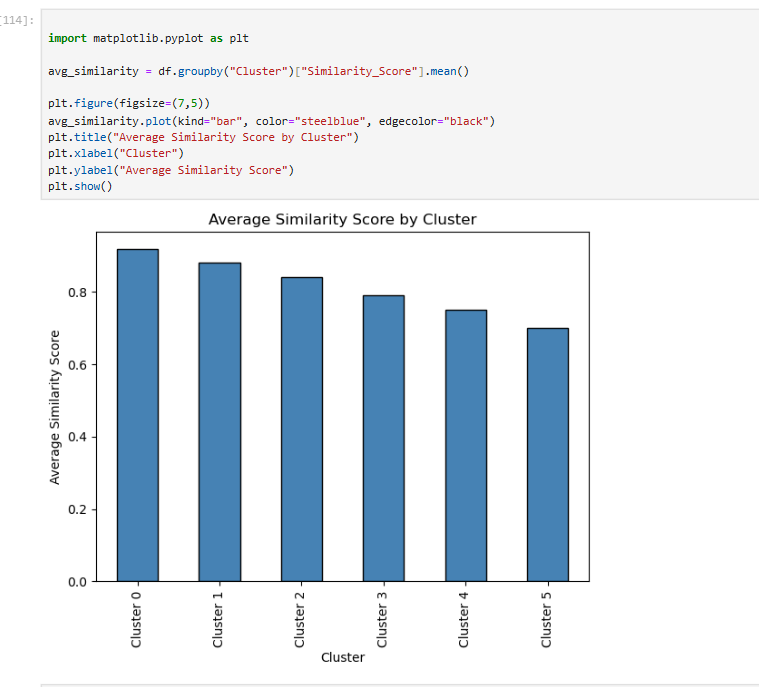 [114]:
import matplotlib.pyplot as plt
avg_similarity = df.groupby("Cluster")["Similarity_Score"].mean()
plt.figure(figsize=(7,5))
avg_similarity.plot(kind="bar", color="steelblue", edgecolor="black")
plt.title("Average Similarity Score by Cluster")
plt.xlabel("Cluster")
plt.ylabel("Average Similarity Score")
plt.show()
Average Similarity Score by Cluster
Average Similarity Score
0.8
0.6
0.4
0.2
0.0
Cluster 0
Cluster 1
Cluster 2
Cluster 3
Cluster 4
Cluster 5
Cluster